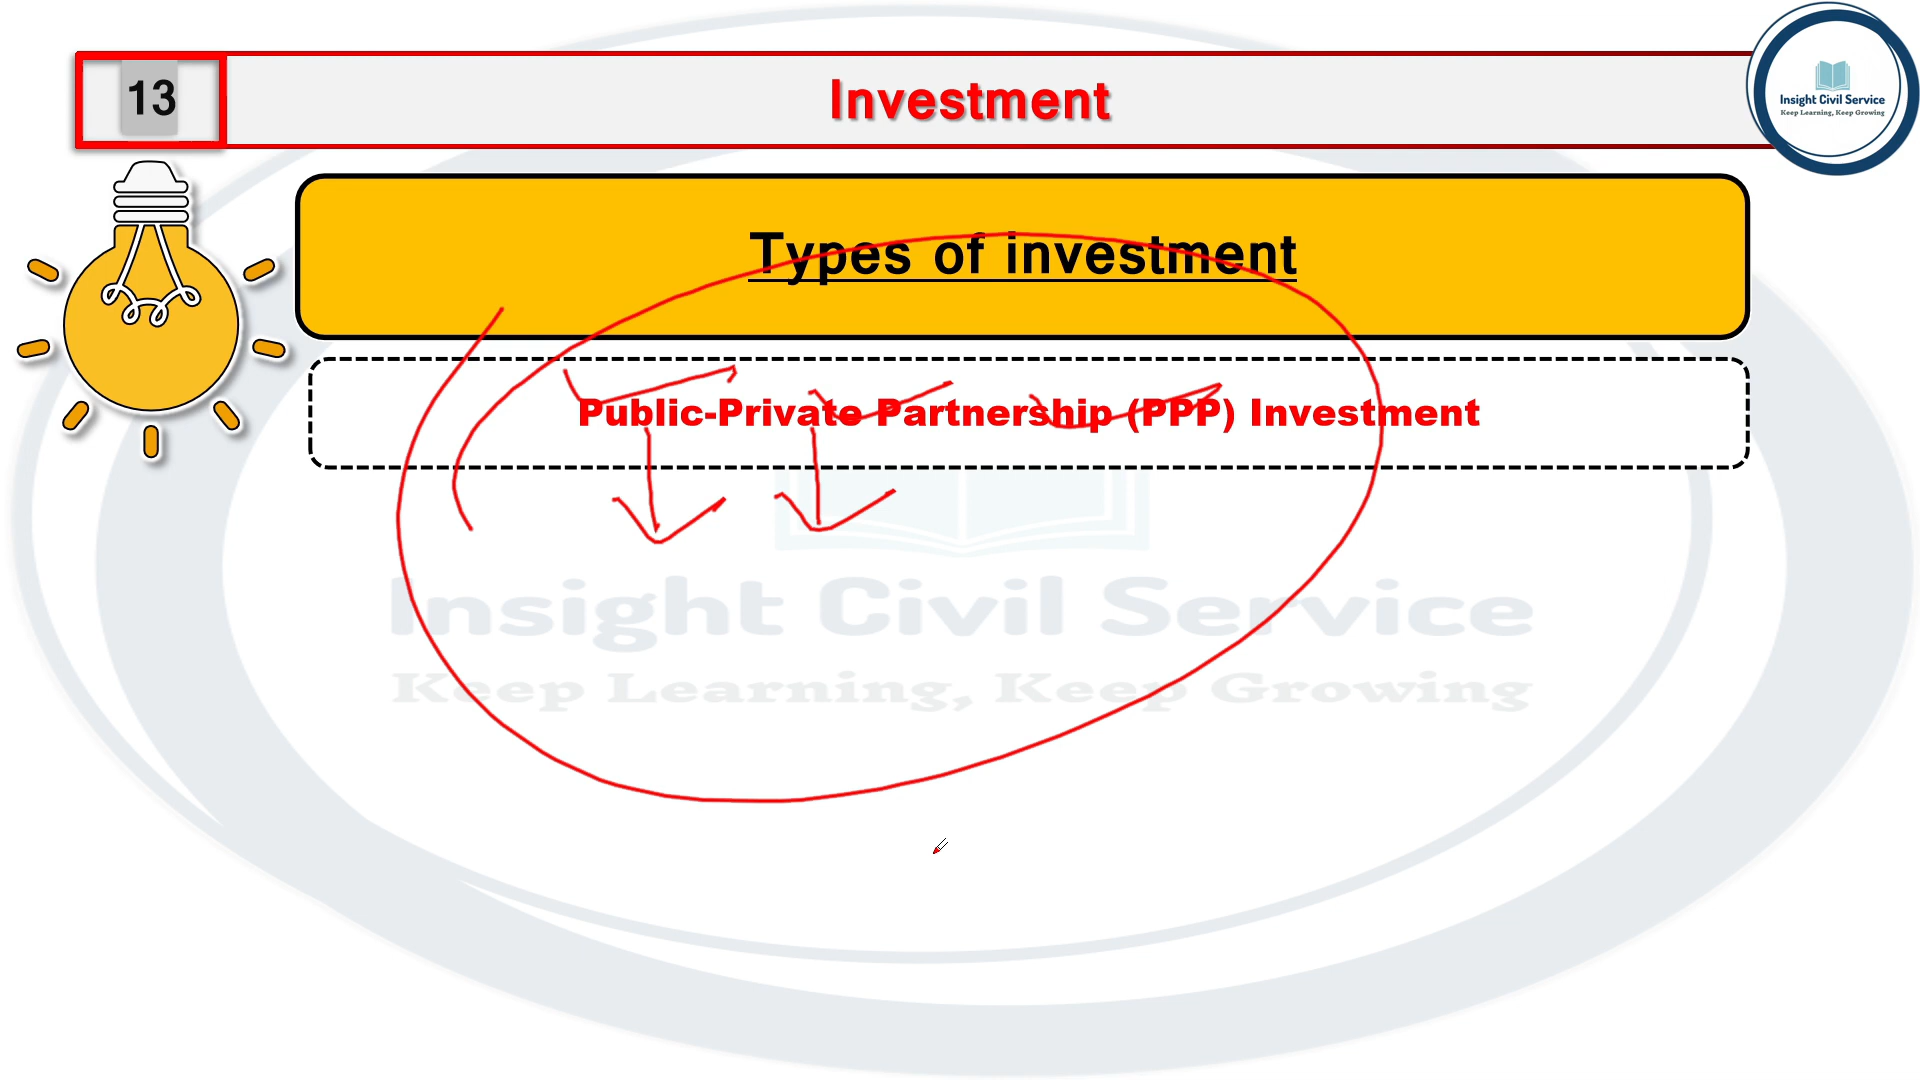 13
Investment
Insight Civil Service
Keep Learning, Keep Growing
Types of investment
Public-Private Partnership (PPP) Investment
Insight Civil Service
Keep Learning, Keep Growing